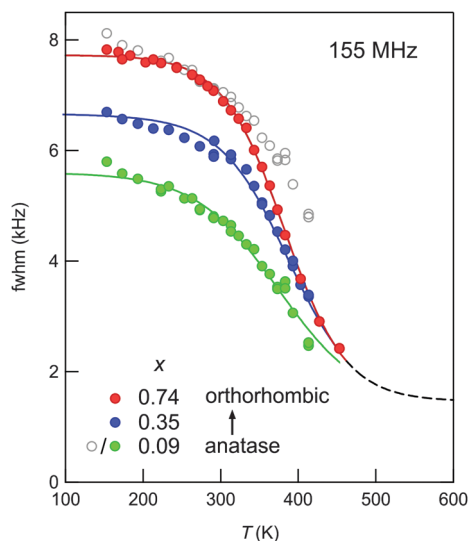 8
6
4
2
0
fwhm (kHz)
155 MHz
x
0.74 orthorhombic
0.35
/ 0.09 anatase
100 200 300 400 500 600
T (K)